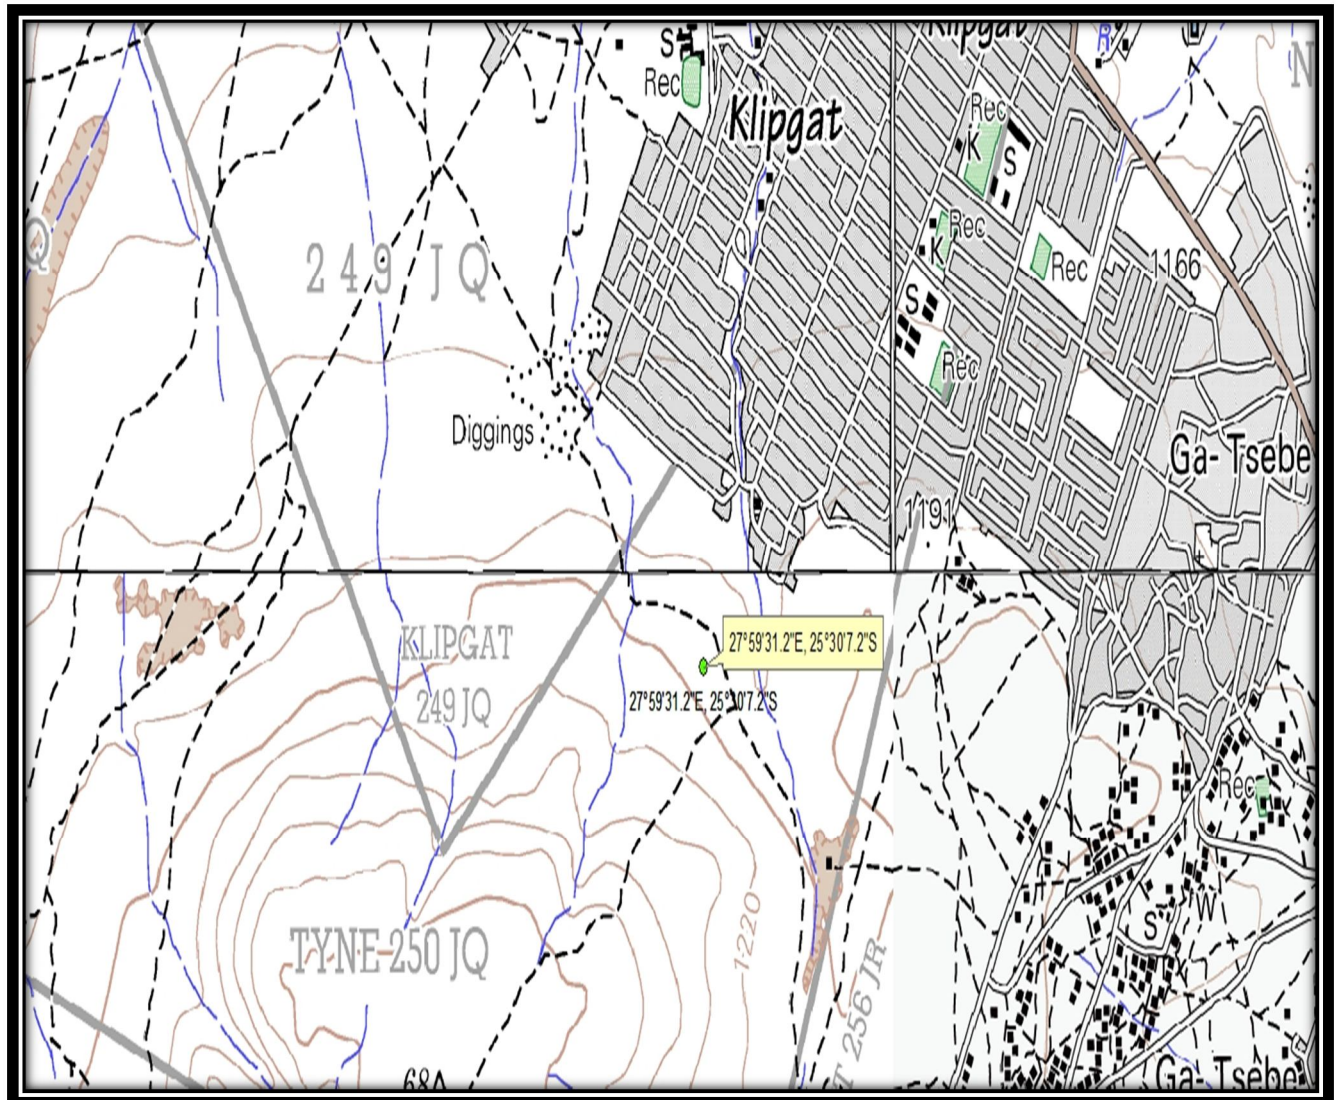 Klipgat
S
Rec
Klipgat
R
N
Rec
K
S
Rec
K
Rec
1166
Q
249 JQ
S
Rec
Diggings
Ga-Tsebe
1191
KLIPGAT
249 JQ
27°59'31.2"E, 25°30'7.2"S
27°59'31.2"E, 25°30'7.2"S
Rec
1220
S
W
TYNE 250 JQ
T 256 JR
68A
Ga-Tsebe